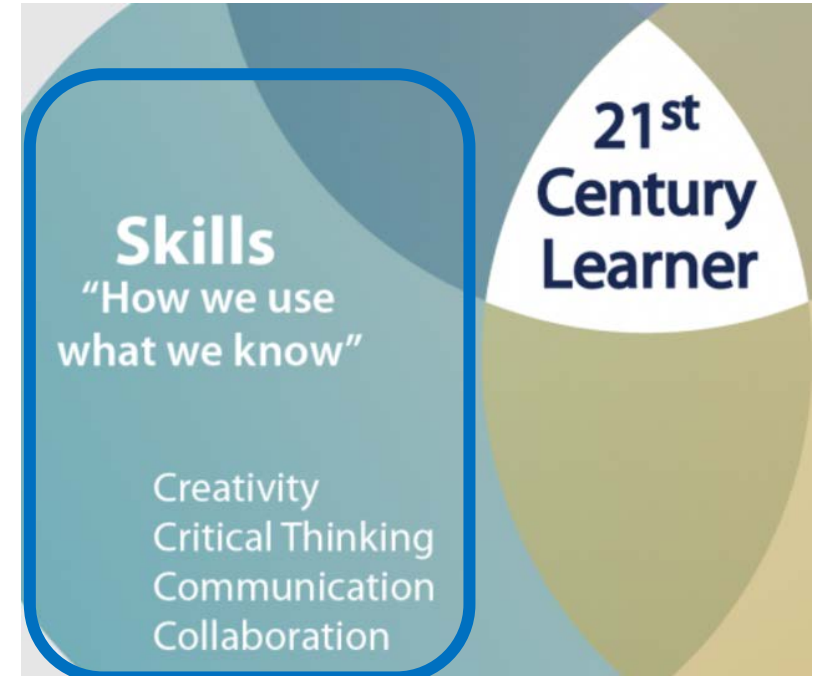 Skills
“How we use
what we know”
Creativity
Critical Thinking
Communication
Collaboration
21st
Century
Learner